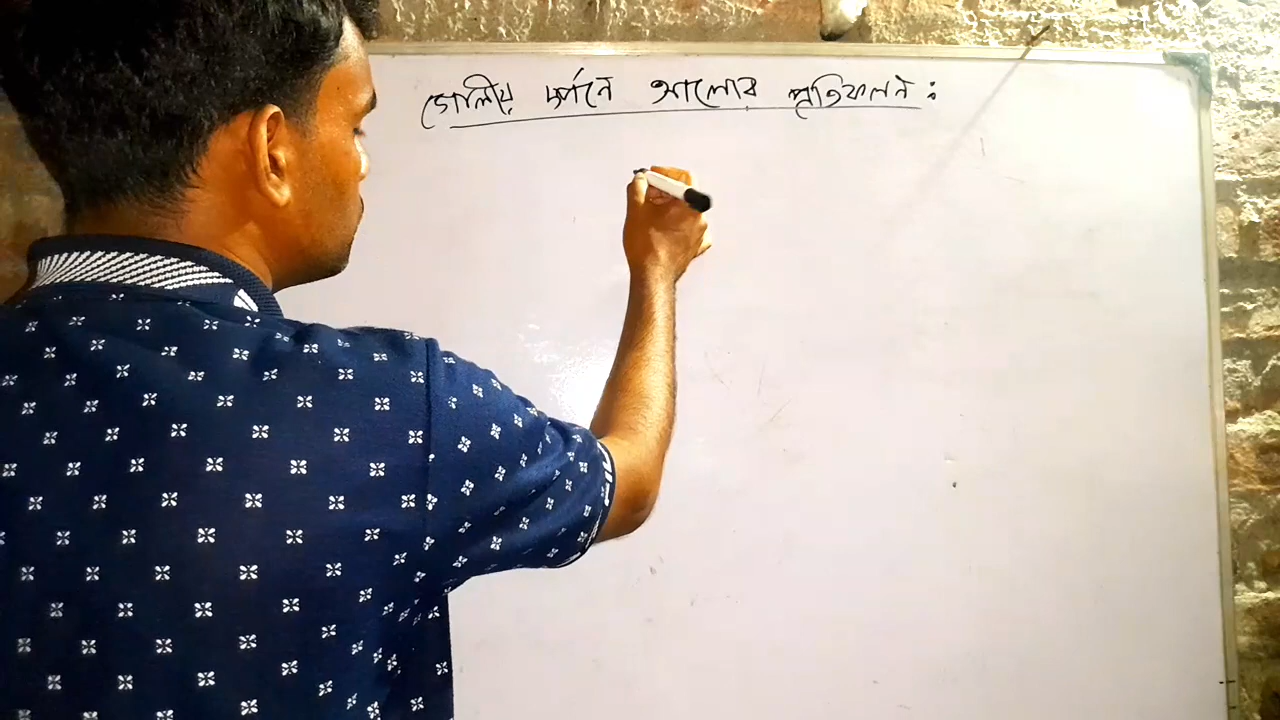 গোলীয় দর্পনে আলোর প্রতিফলন :